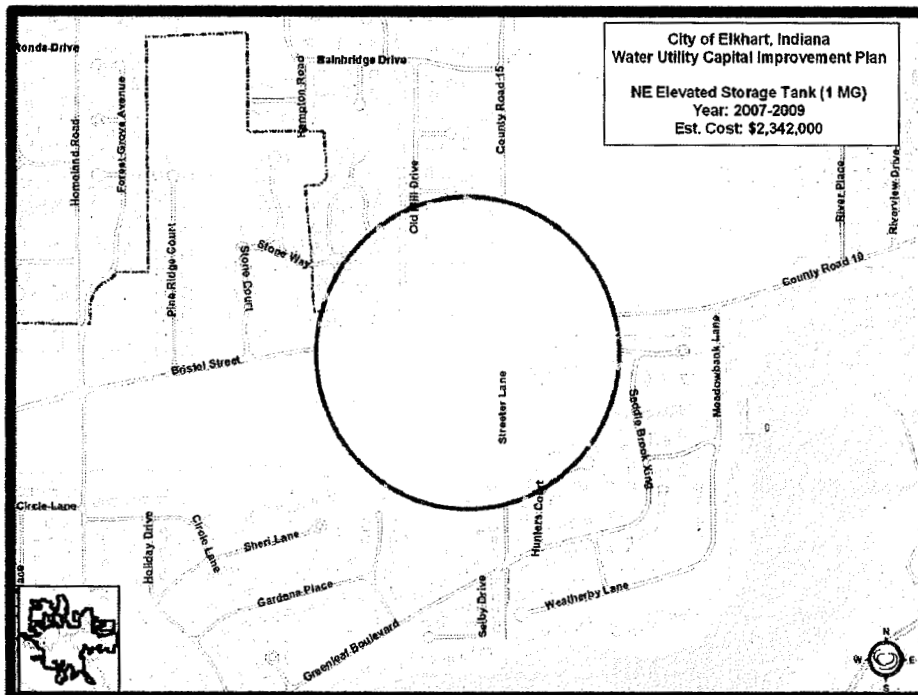 City of Elkhart, Indiana
Water Utility Capital Improvement Plan
NE Elevated Storage Tank (1 MG)
Year: 2007-2009
Est. Cost: $2,342,000
Drive
Bainbridge Drive
Hampton Road
County Road 15
Homeland Road
Forest Grove Avenue
Old Mill Drive
River Place
Riverview Drive
Pine Ridge Court
Stone Court
Stone Way
County Road 10
Bristol Street
Meadowbank Lane
Streeter Lane
Circle Lane
Holiday Drive
Circle Lane
Sheri Lane
Hunters Court
Gardena Place
Selby Drive
Weatherby Lane
Greenleaf Boulevard
N
W
E
S